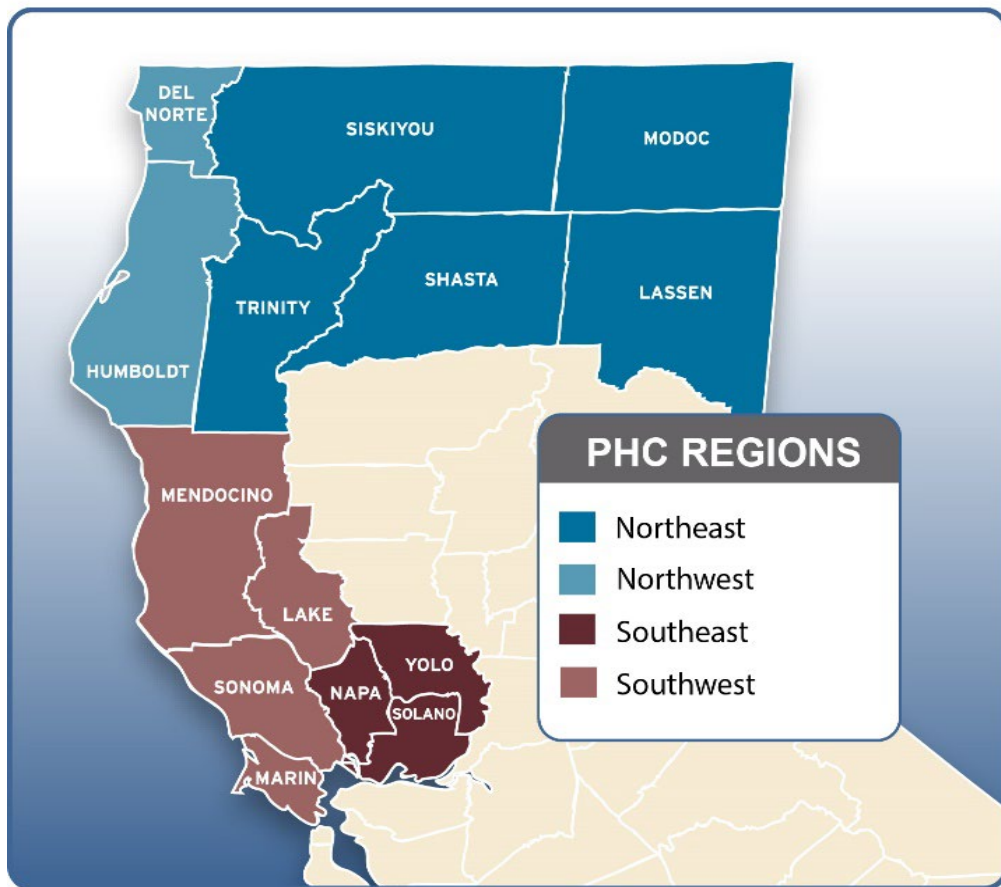 DEL
NORTE
SISKIYOU
MODOC
TRINITY
SHASTA
LASSEN
HUMBOLDT
MENDOCINO
LAKE
SONOMA
NAPA
YOLO
SOLANO
MARIN
PHC REGIONS
Northeast
Northwest
Southeast
Southwest